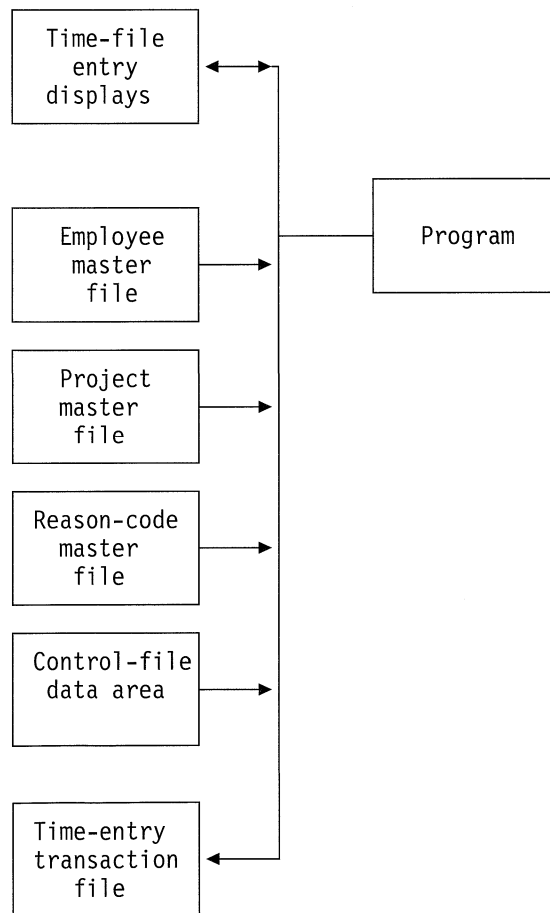 Time-file
entry
displays
Program
Employee
master
file
Project
master
file
Reason-code
master
file
Control-file
data area
Time-entry
transaction
file